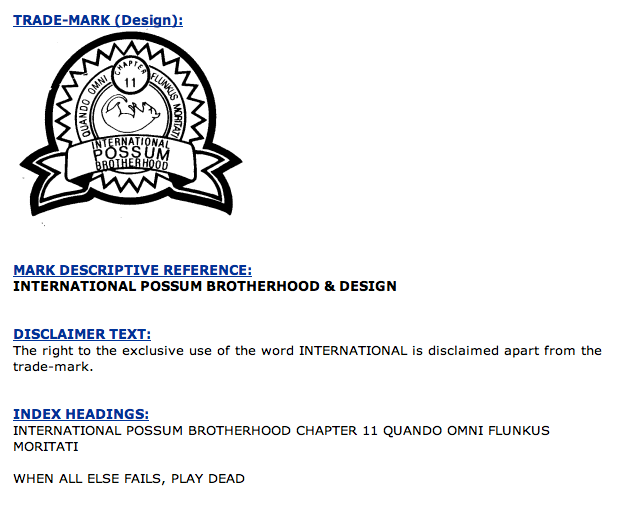 TRADE-MARK (Design):
CHAPTER
11
QUANDO OMNI FLUNKUS MORITATI
INTERNATIONAL
POSSUM
BROTHERHOOD
MARK DESCRIPTIVE REFERENCE:
INTERNATIONAL POSSUM BROTHERHOOD & DESIGN
DISCLAIMER TEXT:
The right to the exclusive use of the word INTERNATIONAL is disclaimed apart from the
trade-mark.
INDEX HEADINGS:
INTERNATIONAL POSSUM BROTHERHOOD CHAPTER 11 QUANDO OMNI FLUNKUS
MORITATI
WHEN ALL ELSE FAILS, PLAY DEAD